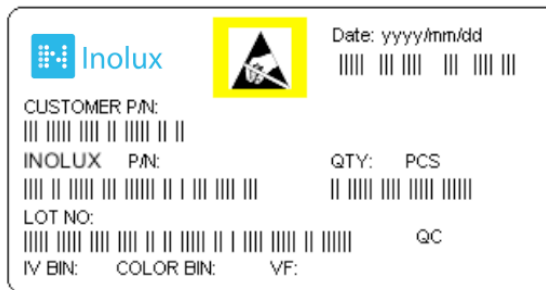 Inolux
Date: yyyy/mm/dd
CUSTOMER P/N:
INOLUX P/N: QTY: PCS
LOT NO:
QC
IV BIN: COLOR BIN: VF: